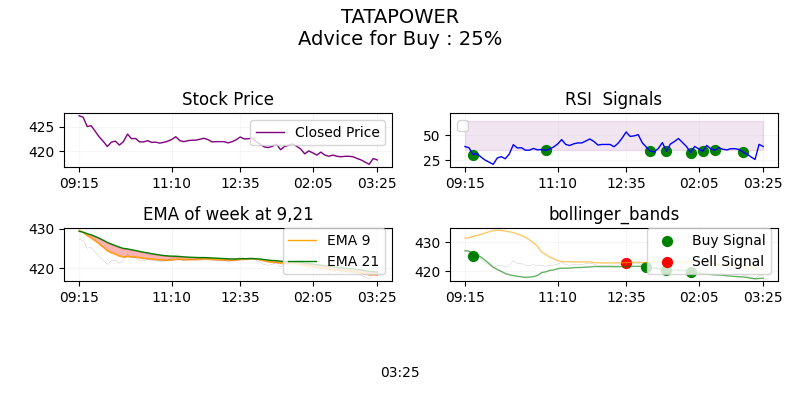 TATAPOWER
Advice for Buy : 25%
Stock Price
425
420
Closed Price
09:15 11:10 12:35 02:05 03:25
RSI Signals
50
25
09:15 11:10 12:35 02:05 03:25
EMA of week at 9,21
430
420
EMA 9
EMA 21
09:15 11:10 12:35 02:05 03:25
bollinger_bands
430
420
Buy Signal
Sell Signal
09:15 11:10 12:35 02:05 03:25
03:25